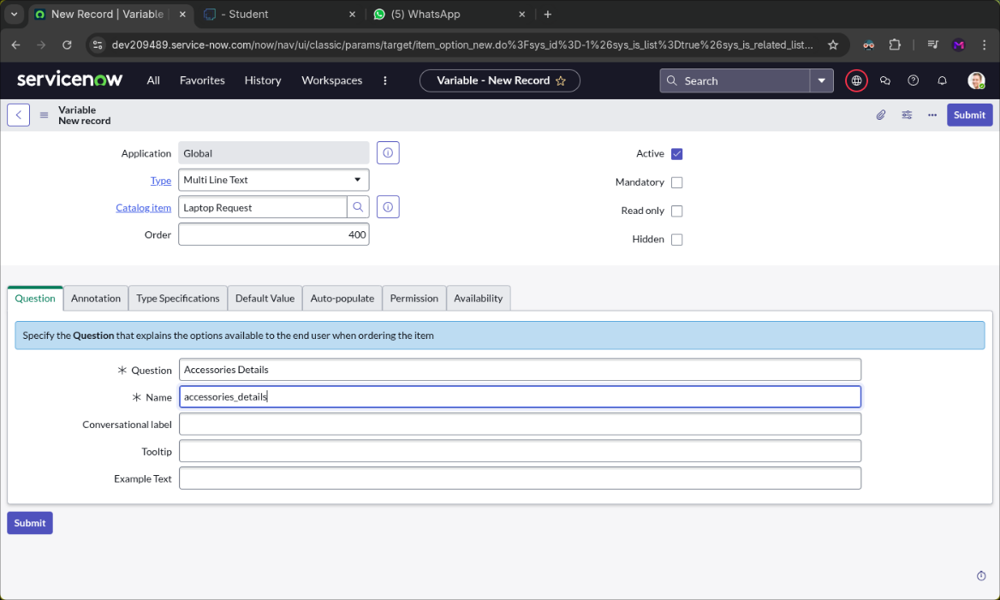 New Record | Variable
- Student
(5) WhatsApp
dev209489.service-now.com/now/nav/ui/classic/params/target/item_option_new.do%3Fsys_id%3D-1%26sys_is_list%3Dtrue%26sys_is_related_list...
servicenow
All
Favorites
History
Workspaces
Variable - New Record
Search
Variable
New record
Submit
Application
Global
Active
Type
Multi Line Text
Mandatory
Catalog item
Laptop Request
Read only
Order
400
Hidden
Question
Annotation
Type Specifications
Default Value
Auto-populate
Permission
Availability
Specify the Question that explains the options available to the end user when ordering the item
Question
Accessories Details
Name
accessories_details
Conversational label
Tooltip
Example Text
Submit